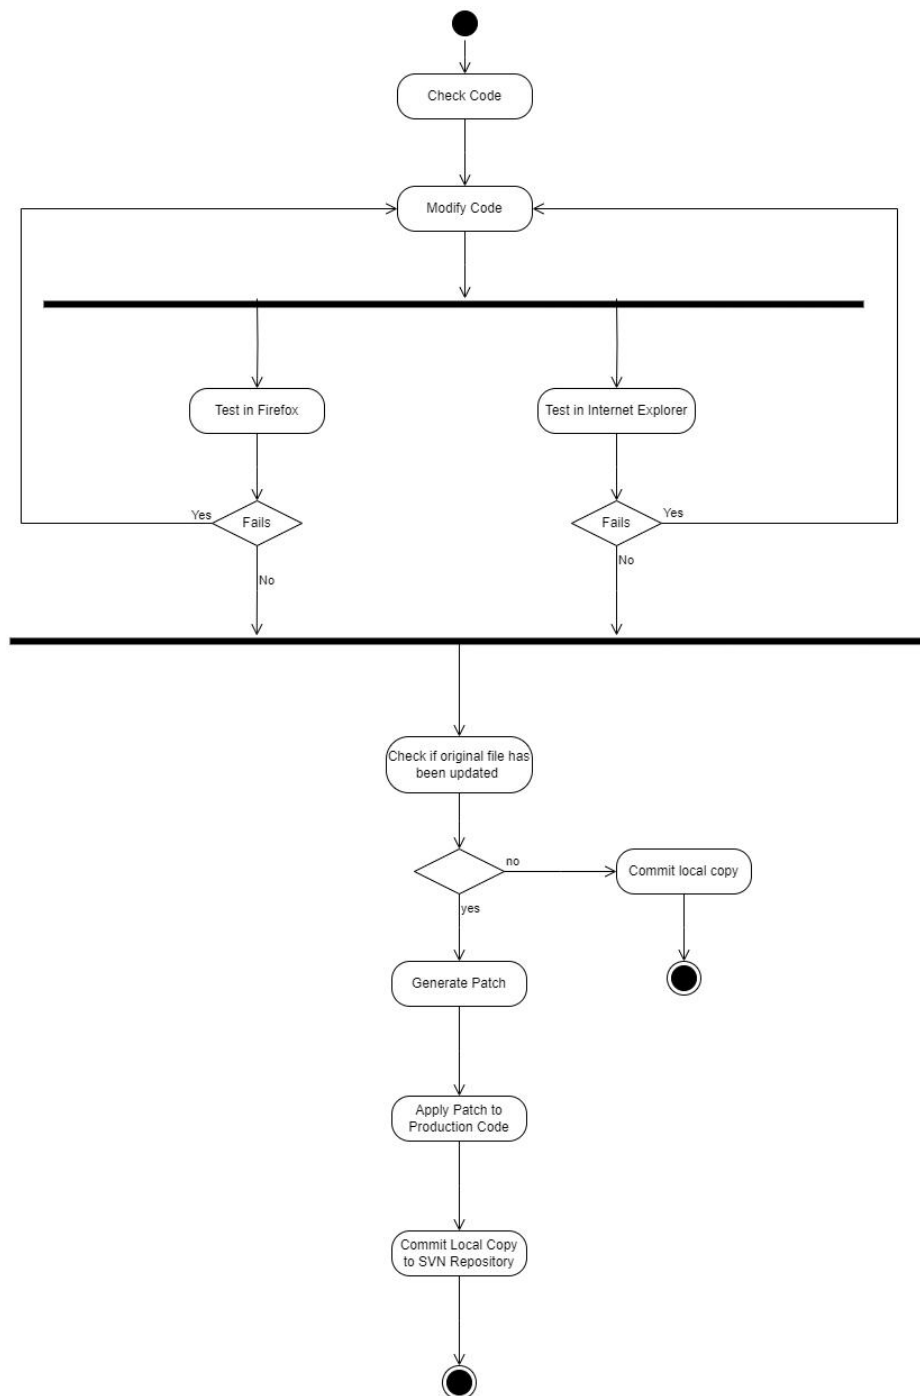 Check Code
Modify Code
Test in Firefox
Test in Internet Explorer
Yes
Fails
Fails
Yes
No
No
Check if original file has
been updated
no
Commit local copy
yes
Generate Patch
Apply Patch to
Production Code
Commit Local Copy
to SVN Repository